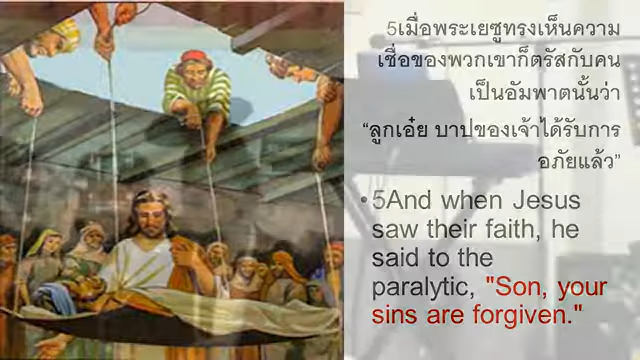 5เมื่อพระเยซูทรงเห็นความ
เชื่อของพวกเขาก็ตรัสกับคน
เป็นอัมพาตนั้นว่า
“ลูกเอ๋ย บาปของเจ้าได้รับการ
อภัยแล้ว”
•5And when Jesus
saw their faith, he
said to the
paralytic, "Son, your
sins are forgiven."